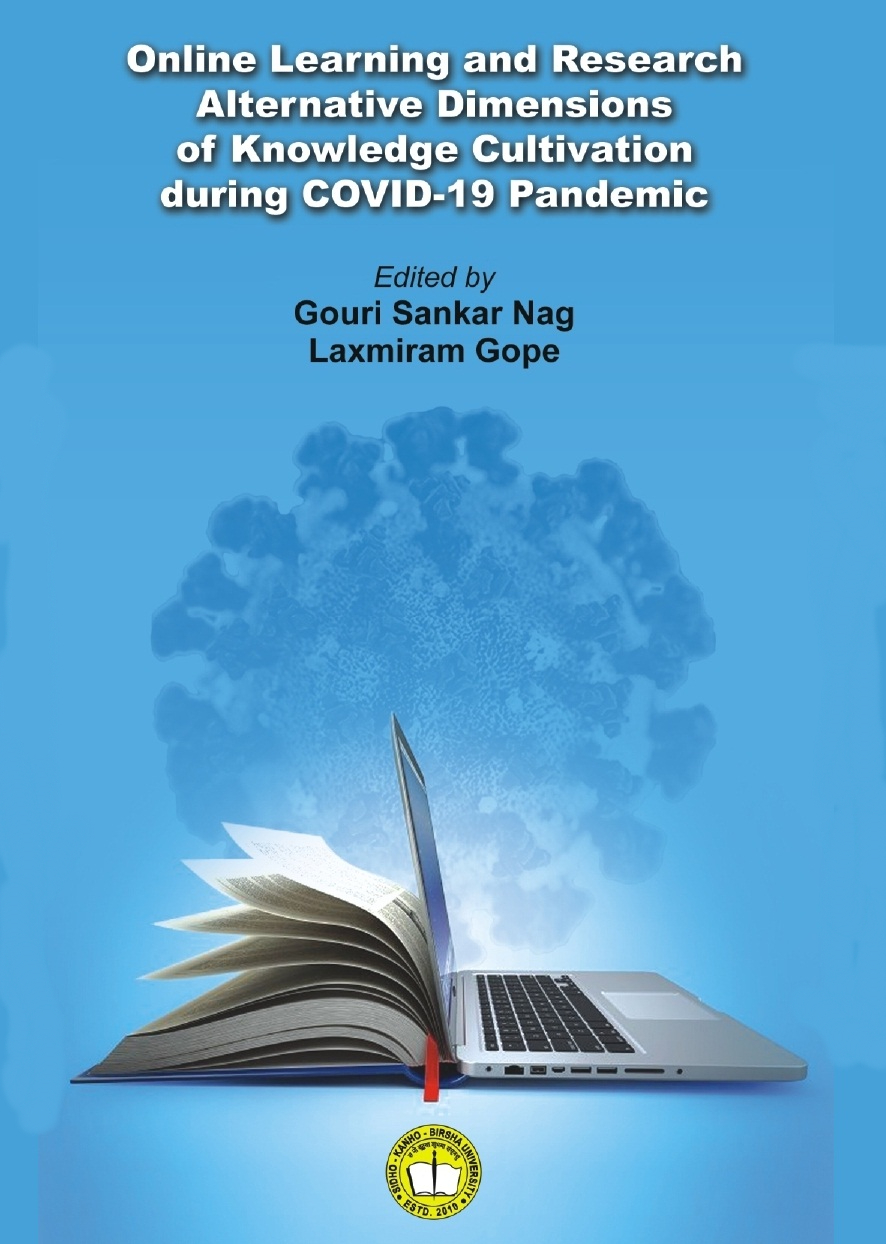 Online Learning and Research
Alternative Dimensions
of Knowledge Cultivation
during COVID-19 Pandemic
Edited by
Gouri Sankar Nag
Laxmiram Gope
SIDHO - KANHO - BIRSHA UNIVERSITY
ESTD. 2010